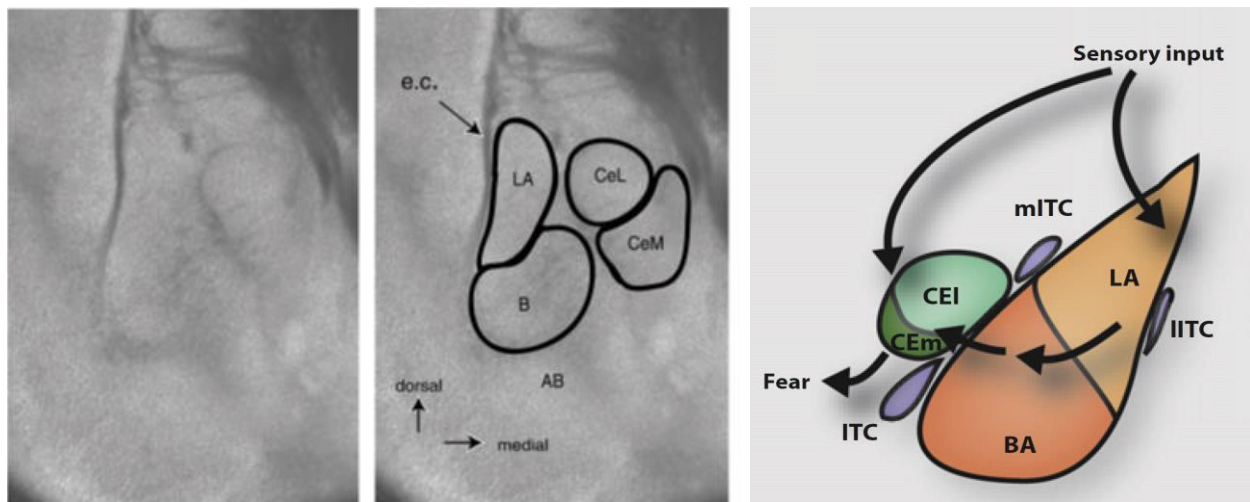 e.c.
LA
CeL
CeM
B
AB
dorsal
medial
Sensory input
mITC
LA
CEl
lITC
CEm
Fear
ITC
BA